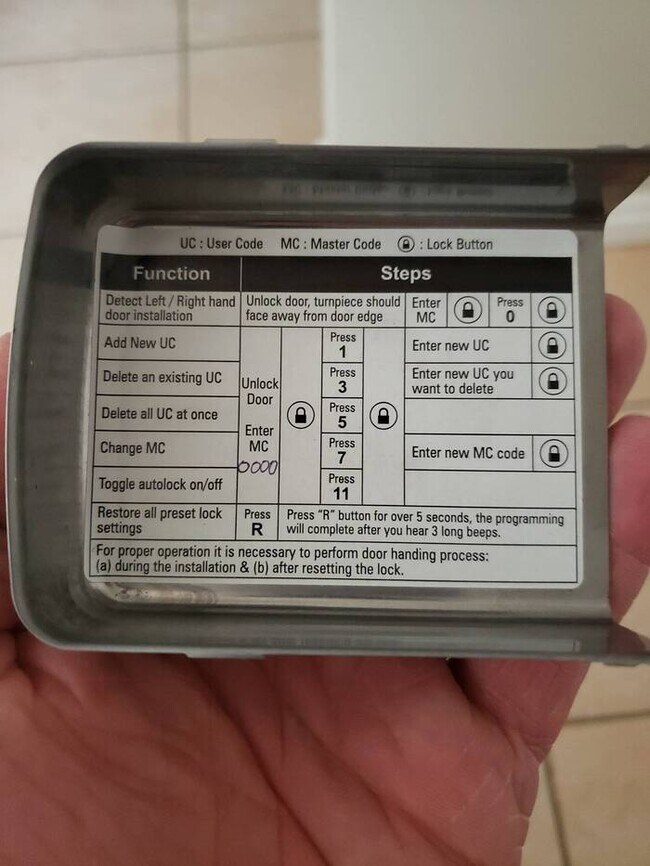 UC : User Code MC : Master Code : Lock Button
Function Steps
Detect Left / Right hand
door installation
Unlock door, turnpiece should
face away from door edge
Enter
MC
Press
0
Add New UC
Delete an existing UC
Delete all UC at once
Change MC
Toggle autolock on/off
Unlock
Door
Enter
MC
0000
Press
1
Press
3
Press
5
Press
7
Press
11
Enter new UC
Enter new UC you
want to delete
Enter new MC code
Restore all preset lock
settings
Press
R
Press "R" button for over 5 seconds, the programming
will complete after you hear 3 long beeps.
For proper operation it is necessary to perform door handing process:
(a) during the installation & (b) after resetting the lock.